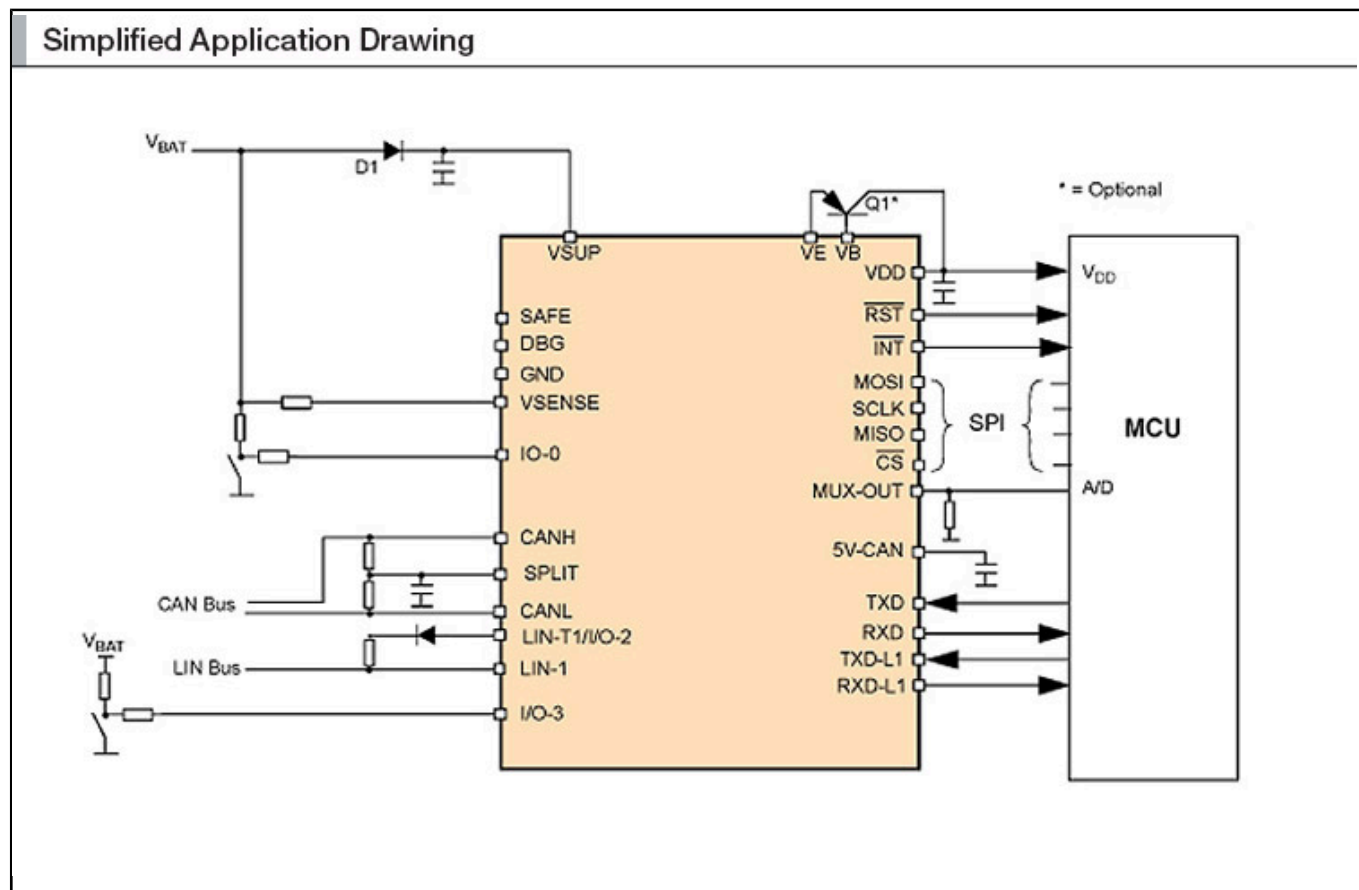 Simplified Application Drawing
VBAT
D1
Q1*
* = Optional
VSUP
VE VB
VDD
VDD
SAFE
RST
DBG
INT
GND
MOSI
VSENSE
SCLK
SPI
MCU
MISO
IO-0
CS
MUX-OUT
A/D
CANH
5V-CAN
SPLIT
CAN Bus
CANL
TXD
LIN-T1/I/O-2
RXD
VBAT
LIN Bus
LIN-1
TXD-L1
RXD-L1
I/O-3